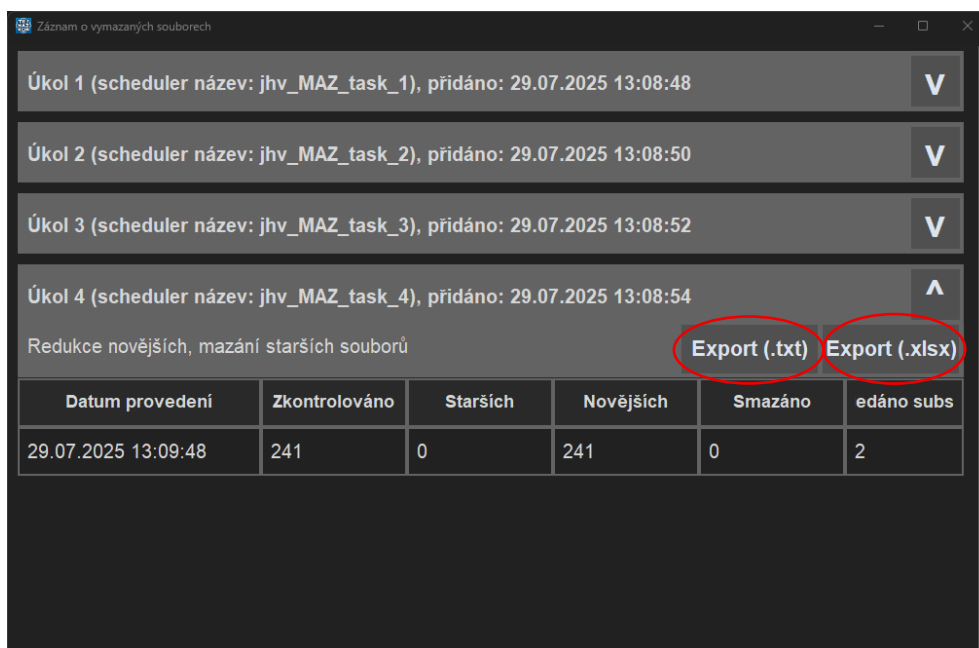 Záznam o vymazaných souborech
Úkol 1 (scheduler název: jhv_MAZ_task_1), přidáno: 29.07.2025 13:08:48
V
Úkol 2 (scheduler název: jhv_MAZ_task_2), přidáno: 29.07.2025 13:08:50
V
Úkol 3 (scheduler název: jhv_MAZ_task_3), přidáno: 29.07.2025 13:08:52
V
Úkol 4 (scheduler název: jhv_MAZ_task_4), přidáno: 29.07.2025 13:08:54
^
Redukce novějších, mazání starších souborů Export (.txt) Export (.xlsx)
Datum provedení Zkontrolováno Starších Novějších Smazáno edáno subs
29.07.2025 13:09:48 241 0 241 0 2